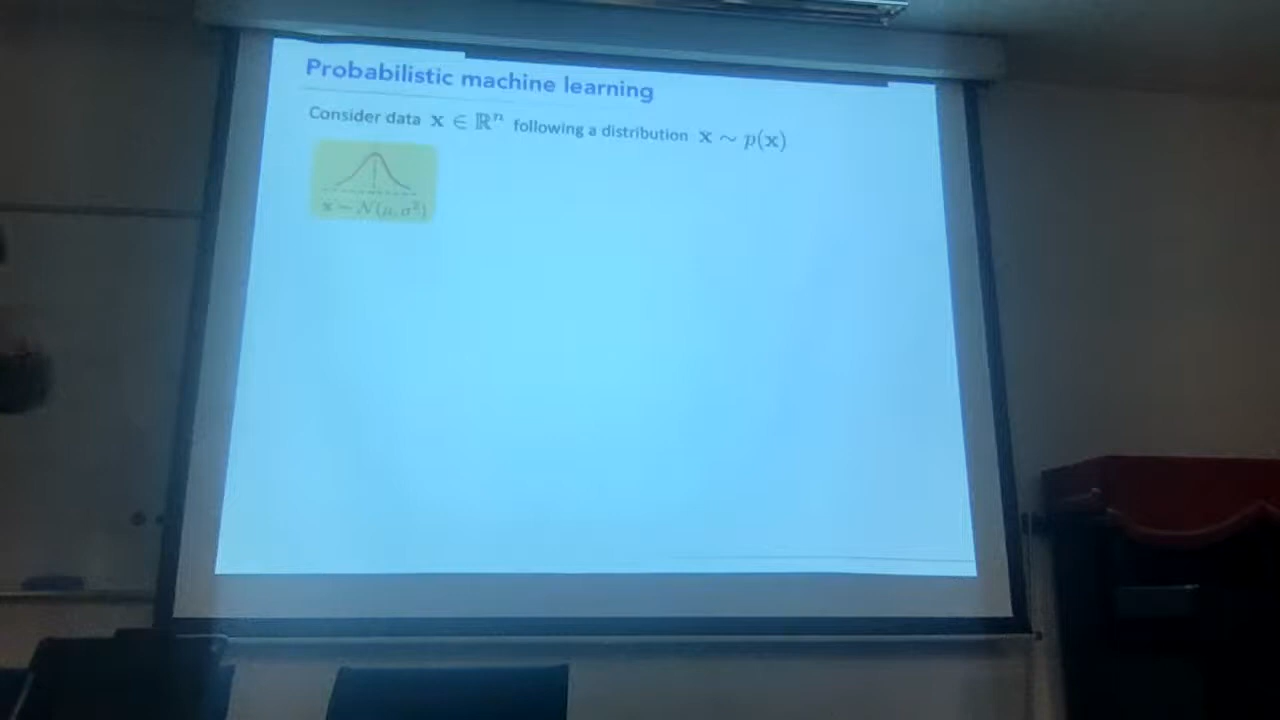 Probabilistic machine learning
Consider data x ∈ ℝⁿ following a distribution x ∼ p(x)
x ∼ N(μ, σ²)